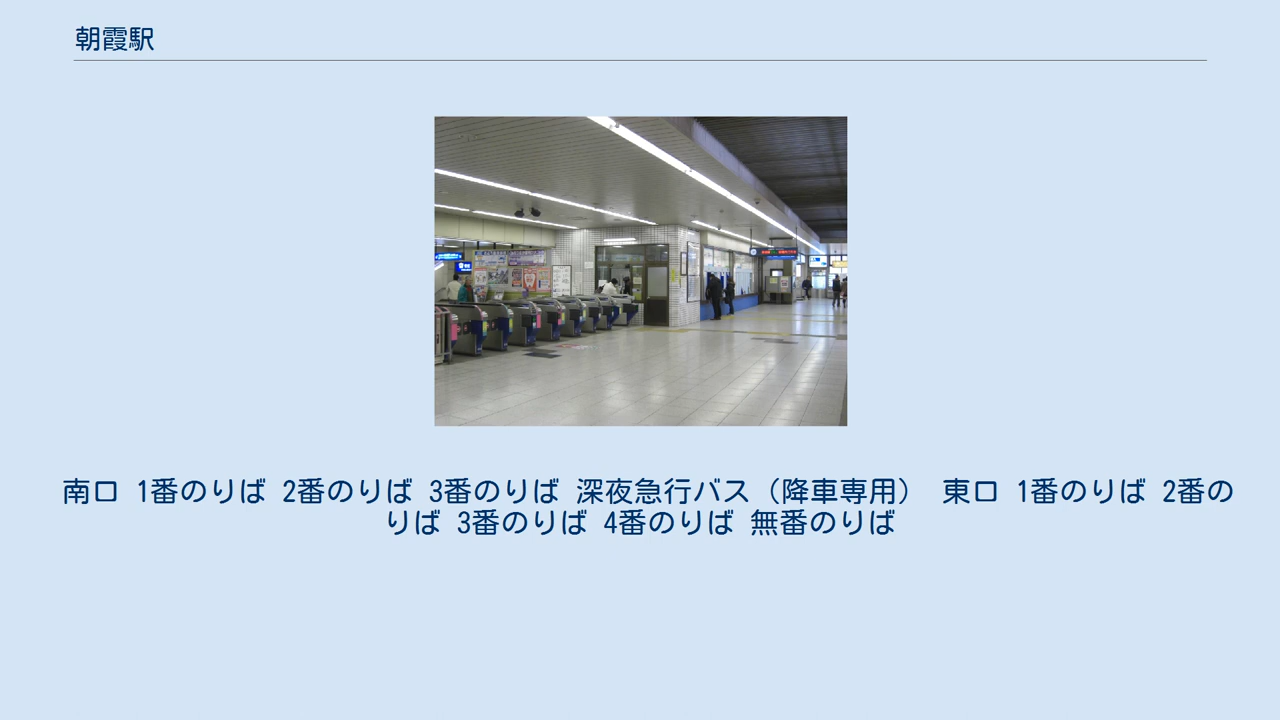 朝霞駅
南口 1番のりば 2番のりば 3番のりば 深夜急行バス（降車専用） 東口 1番のりば 2番の
りば 3番のりば 4番のりば 無番のりば